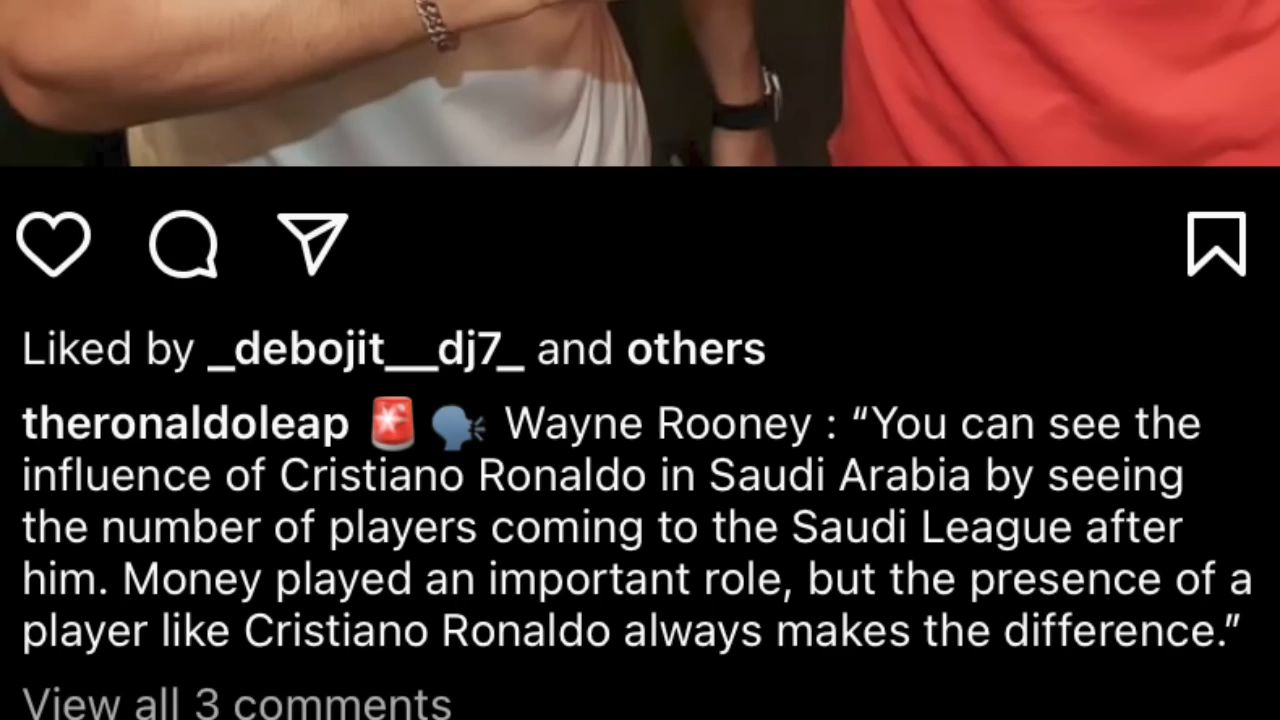 Liked by _debojit__dj7_ and others
theronaldoleap 🚨 🗣️ Wayne Rooney : “You can see the
influence of Cristiano Ronaldo in Saudi Arabia by seeing
the number of players coming to the Saudi League after
him. Money played an important role, but the presence of a
player like Cristiano Ronaldo always makes the difference.”
View all 3 comments